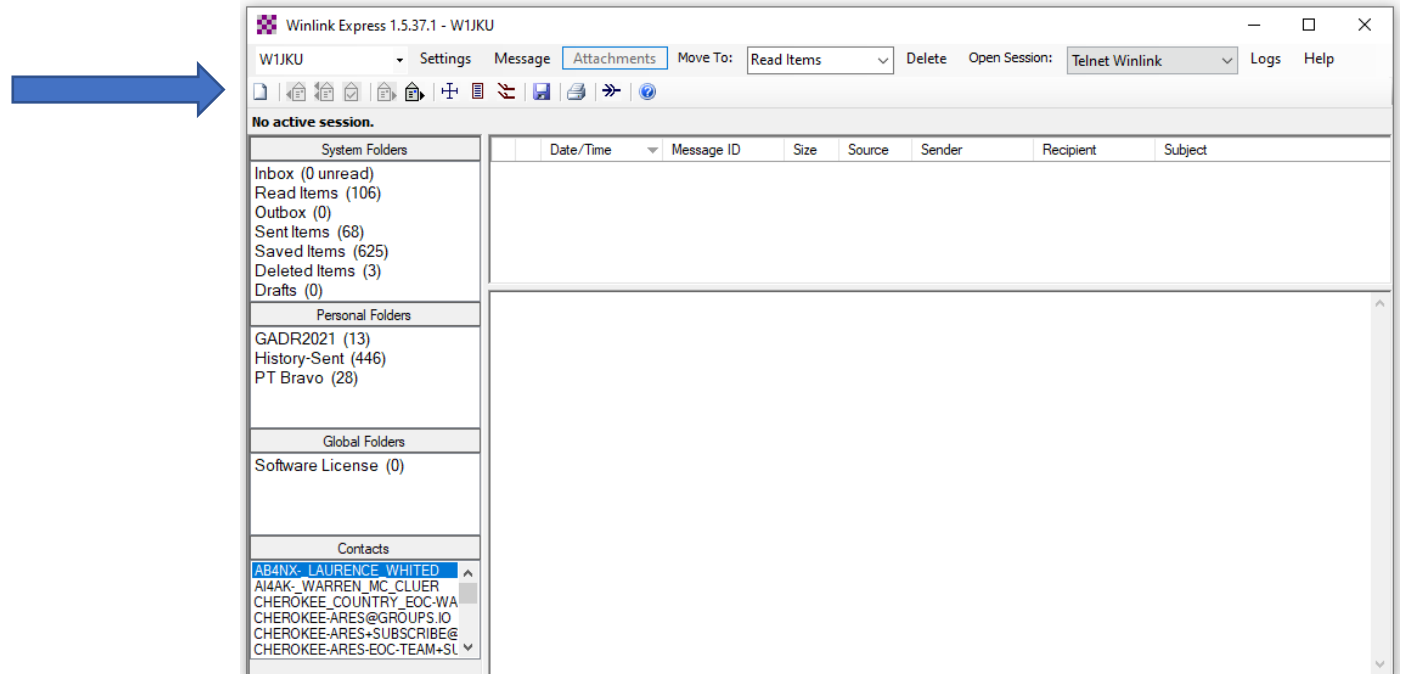 Winlink Express 1.5.37.1 - W1JKU
W1JKU Settings Message Attachments Move To: Read Items Delete Open Session: Telnet Winlink Logs Help
No active session.
System Folders
Inbox (0 unread)
Read Items (106)
Outbox (0)
Sent Items (68)
Saved Items (625)
Deleted Items (3)
Drafts (0)
Personal Folders
GADR2021 (13)
History-Sent (446)
PT Bravo (28)
Global Folders
Software License (0)
Contacts
AB4NX-_LAURENCE_WHITED
AI4AK-_WARREN_MC_CLUER
CHEROKEE_COUNTRY_EOC-WA
CHEROKEE-ARES@GROUPS.IO
CHEROKEE-ARES+SUBSCRIBE@
CHEROKEE-ARES-EOC-TEAM+SU
Date/Time Message ID Size Source Sender Recipient Subject